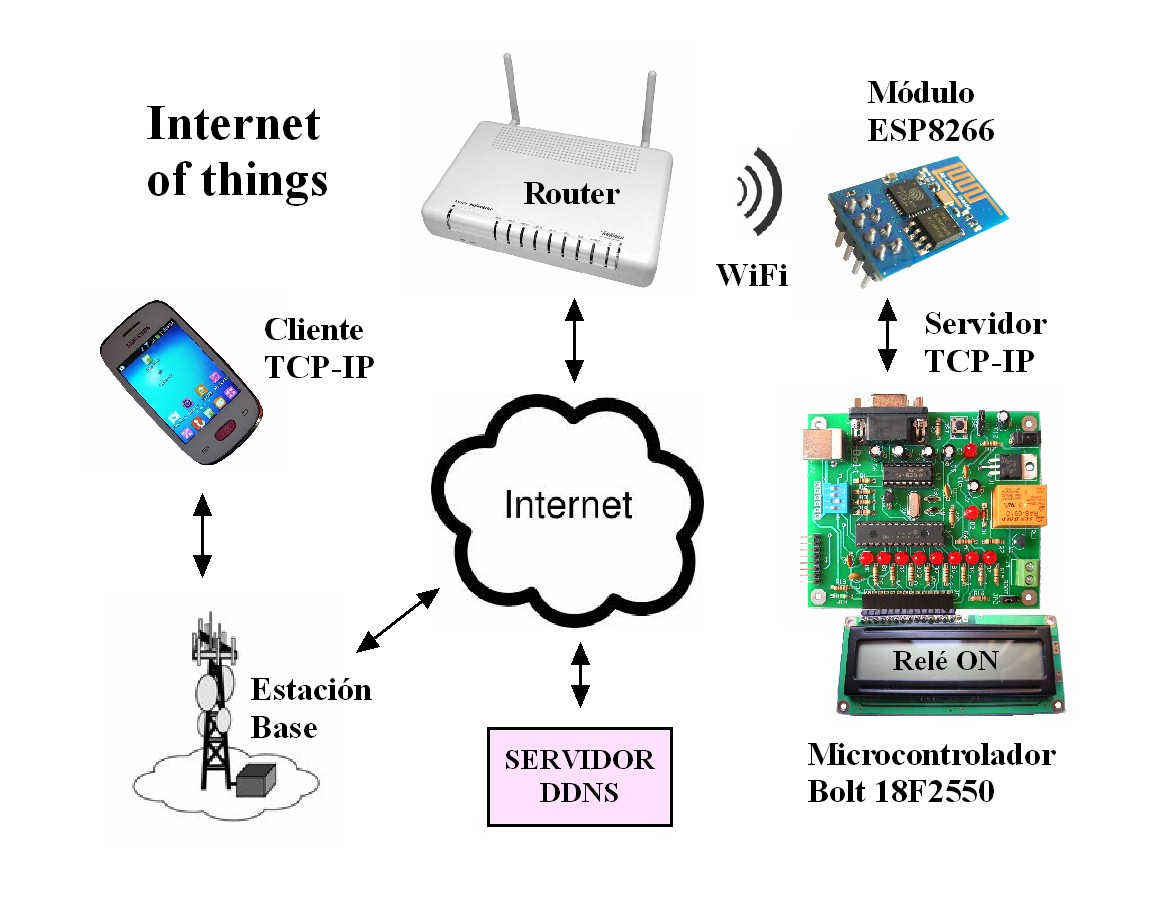 Internet
of things
Router
WiFi
Módulo
ESP8266
Cliente
TCP-IP
Servidor
TCP-IP
Internet
Estación
Base
SERVIDOR
DDNS
Relé ON
Microcontrolador
Bolt 18F2550
SAMSUNG